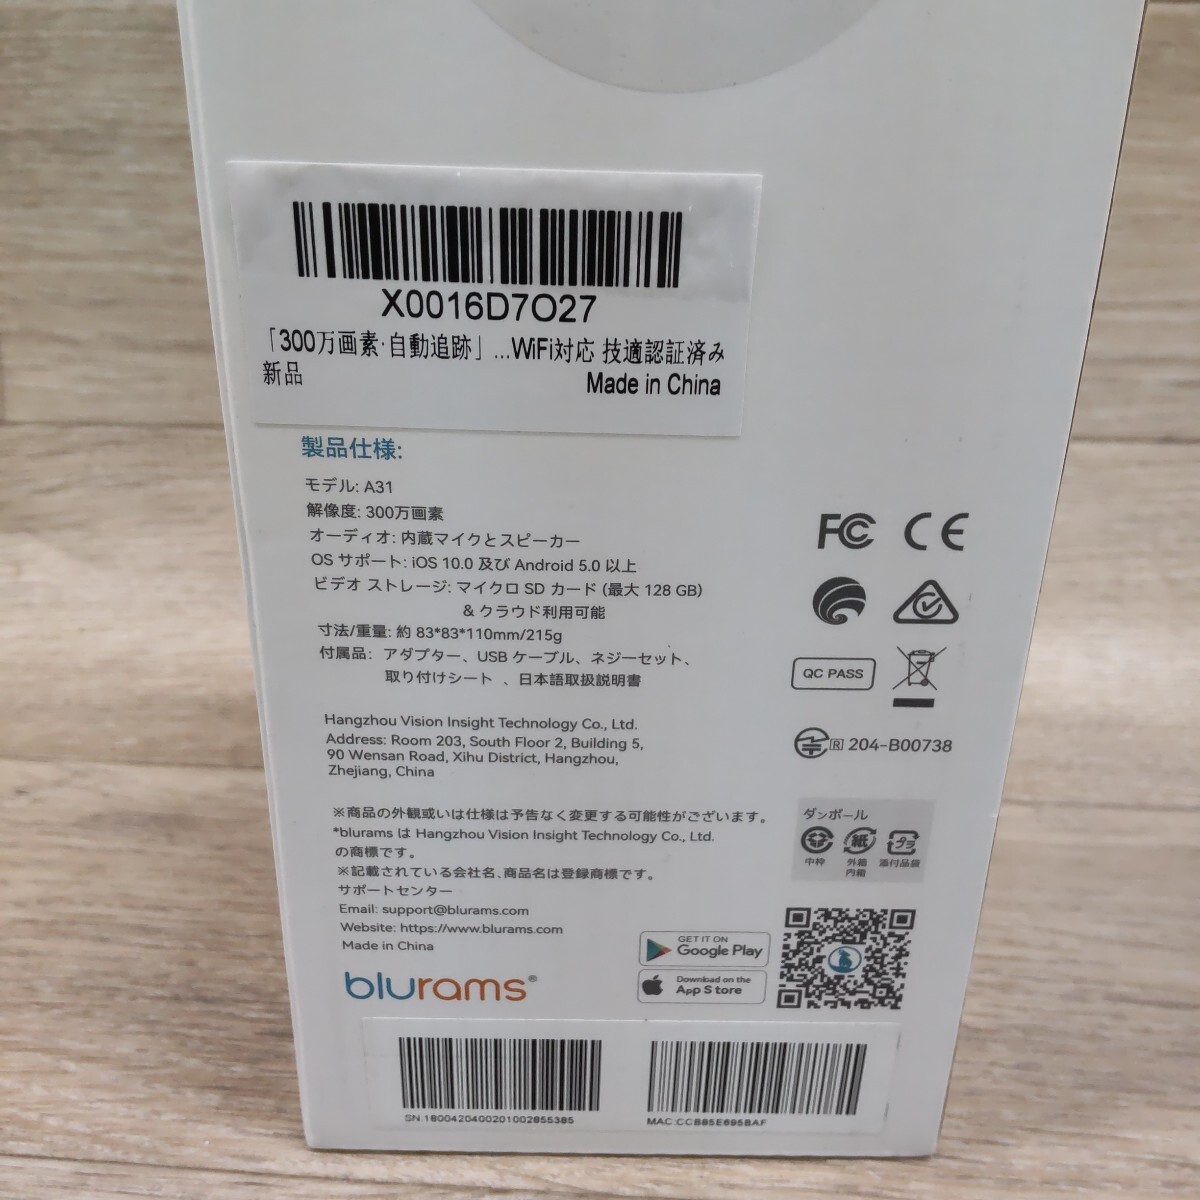 X0016D7O27
「300万画素·自動追跡」...WiFi対応 技適認証済み
新品
Made in China
製品仕様:
モデル: A31
解像度: 300万画素
オーディオ: 内蔵マイクとスピーカー
OS サポート: iOS 10.0 及び Android 5.0 以上
ビデオ ストレージ: マイクロ SD カード (最大 128 GB)
& クラウド利用可能
寸法/重量: 約 83*83*110mm/215g
付属品: アダプター、USB ケーブル、ネジーセット、
取り付けシート 、日本語取扱説明書
FC CE
QC PASS
R 204-B00738
Hangzhou Vision Insight Technology Co., Ltd.
Address: Room 203, South Floor 2, Building 5,
90 Wensan Road, Xihu District, Hangzhou,
Zhejiang, China
※商品の外観或いは仕様は予告なく変更する可能性がございます。
*blurams は Hangzhou Vision Insight Technology Co., Ltd.
の商標です。
※記載されている会社名、商品名は登録商標です。
サポートセンター
Email: support@blurams.com
Website: https://www.blurams.com
Made in China
ダンボール
紙 プラ
中枠 外箱 添付品袋
内箱
GET IT ON
Google Play
Download on the
App Store
blurams®
SN:1800420400201002855385
MAC:CCB85E695BAF